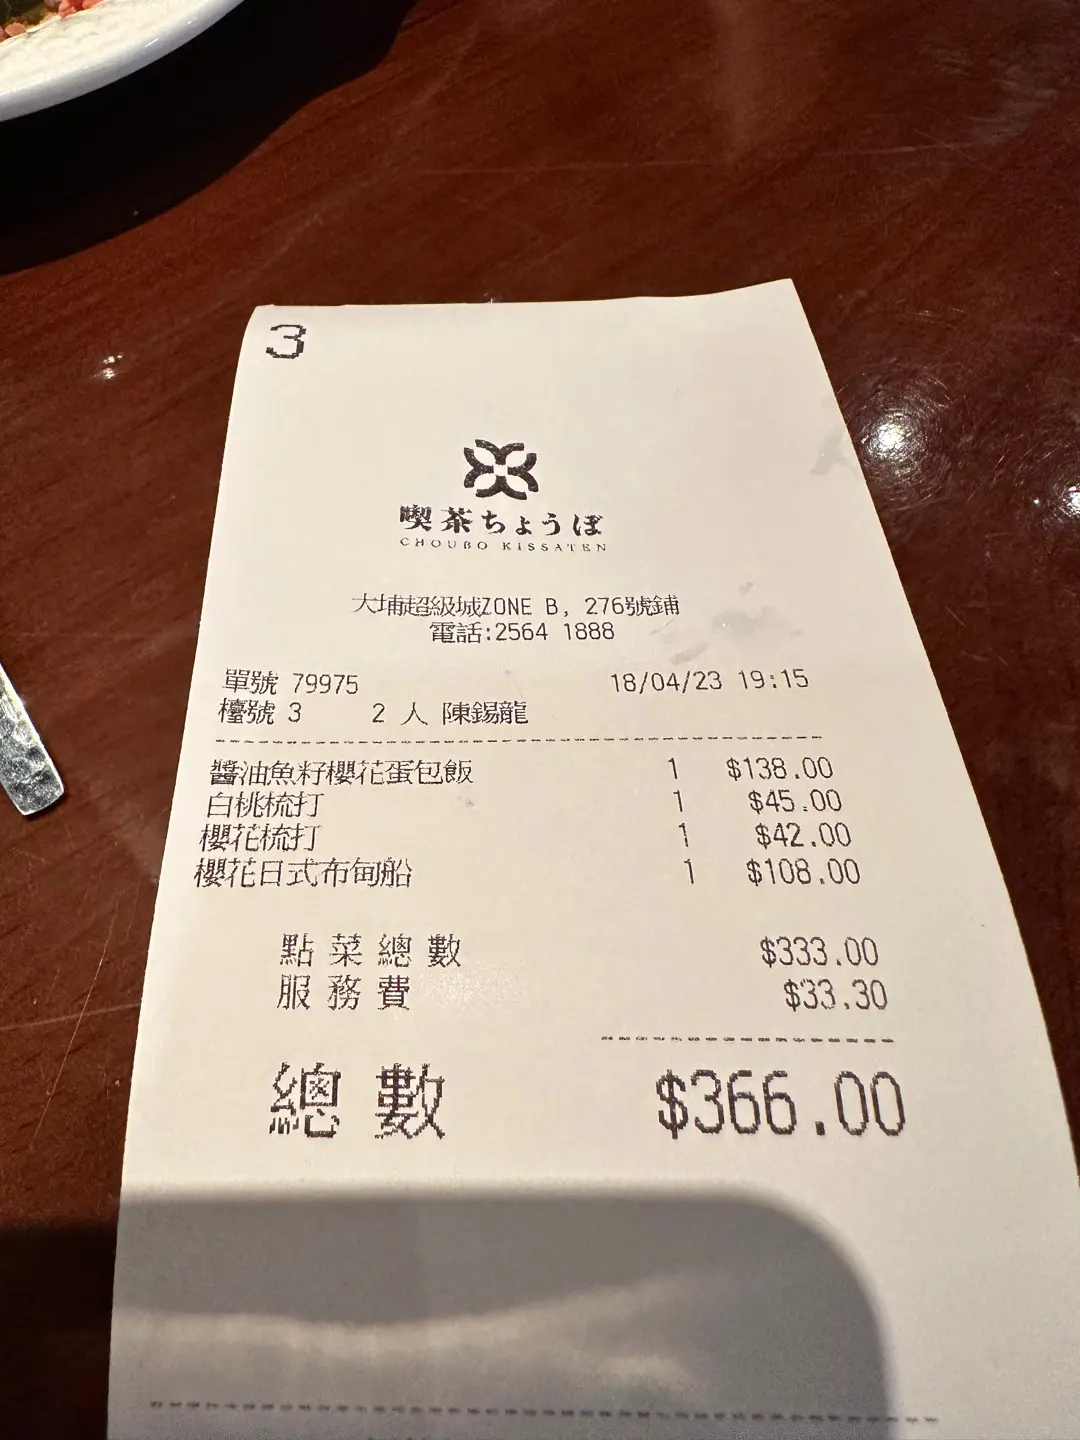 3
喫茶ちょうぼ
CHOUBO KISSATEN
大埔超級城ZONE B, 276號鋪
電話:2564 1888
單號 79975 18/04/23 19:15
檯號 3 2 人 陳錫龍
醬油魚籽櫻花蛋包飯 1 $138.00
白桃梳打 1 $45.00
櫻花梳打 1 $42.00
櫻花日式布甸船 1 $108.00
點菜總數 $333.00
服務費 $33.30
總數 $366.00